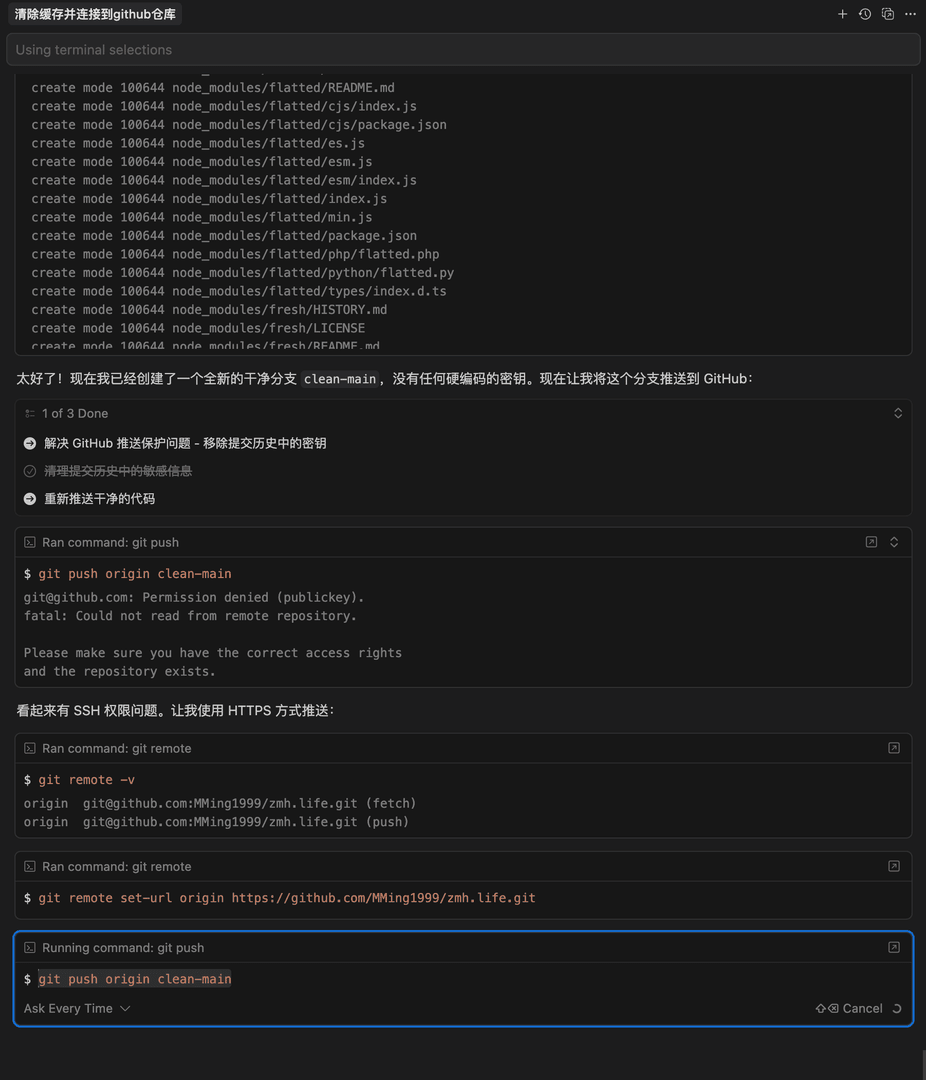 清除缓存并连接到github仓库
Using terminal selections
create mode 100644 node_modules/flatted/README.md
create mode 100644 node_modules/flatted/cjs/index.js
create mode 100644 node_modules/flatted/cjs/package.json
create mode 100644 node_modules/flatted/es.js
create mode 100644 node_modules/flatted/esm.js
create mode 100644 node_modules/flatted/esm/index.js
create mode 100644 node_modules/flatted/index.js
create mode 100644 node_modules/flatted/min.js
create mode 100644 node_modules/flatted/package.json
create mode 100644 node_modules/flatted/php/flatted.php
create mode 100644 node_modules/flatted/python/flatted.py
create mode 100644 node_modules/flatted/types/index.d.ts
create mode 100644 node_modules/fresh/HISTORY.md
create mode 100644 node_modules/fresh/LICENSE
create mode 100644 node_modules/fresh/README.md
太好了！现在我已经创建了一个全新的干净分支 clean-main，没有任何硬编码的密钥。现在让我将这个分支推送到 GitHub：
1 of 3 Done
解决 GitHub 推送保护问题 - 移除提交历史中的密钥
清理提交历史中的敏感信息
重新推送干净的代码
Ran command: git push
$ git push origin clean-main
git@github.com: Permission denied (publickey).
fatal: Could not read from remote repository.
Please make sure you have the correct access rights
and the repository exists.
看起来有 SSH 权限问题。让我使用 HTTPS 方式推送：
Ran command: git remote
$ git remote -v
origin  git@github.com:MMing1999/zmh.life.git (fetch)
origin  git@github.com:MMing1999/zmh.life.git (push)
Ran command: git remote
$ git remote set-url origin https://github.com/MMing1999/zmh.life.git
Running command: git push
$ git push origin clean-main
Ask Every Time
Cancel